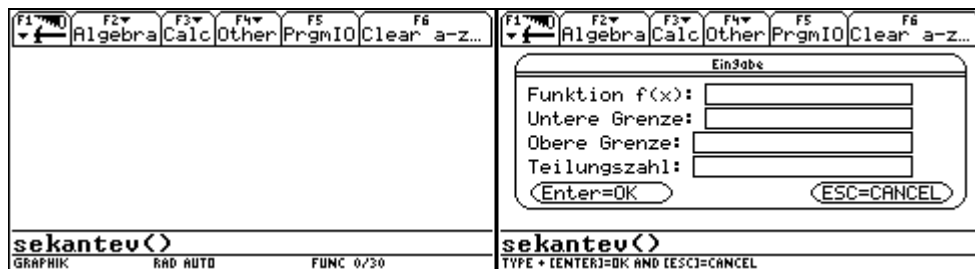 F1 F2 F3 F4 F5 F6
Algebra Calc Other PrgmIO Clear a-z…
sekantev()
GRAPHIK RAD AUTO FUNC 0/30
F1 F2 F3 F4 F5 F6
Algebra Calc Other PrgmIO Clear a-z…
Eingabe
Funktion f(x):
Untere Grenze:
Obere Grenze:
Teilungszahl:
Enter=OK ESC=CANCEL
sekantev()
TYPE + [ENTER]=OK AND [ESC]=CANCEL